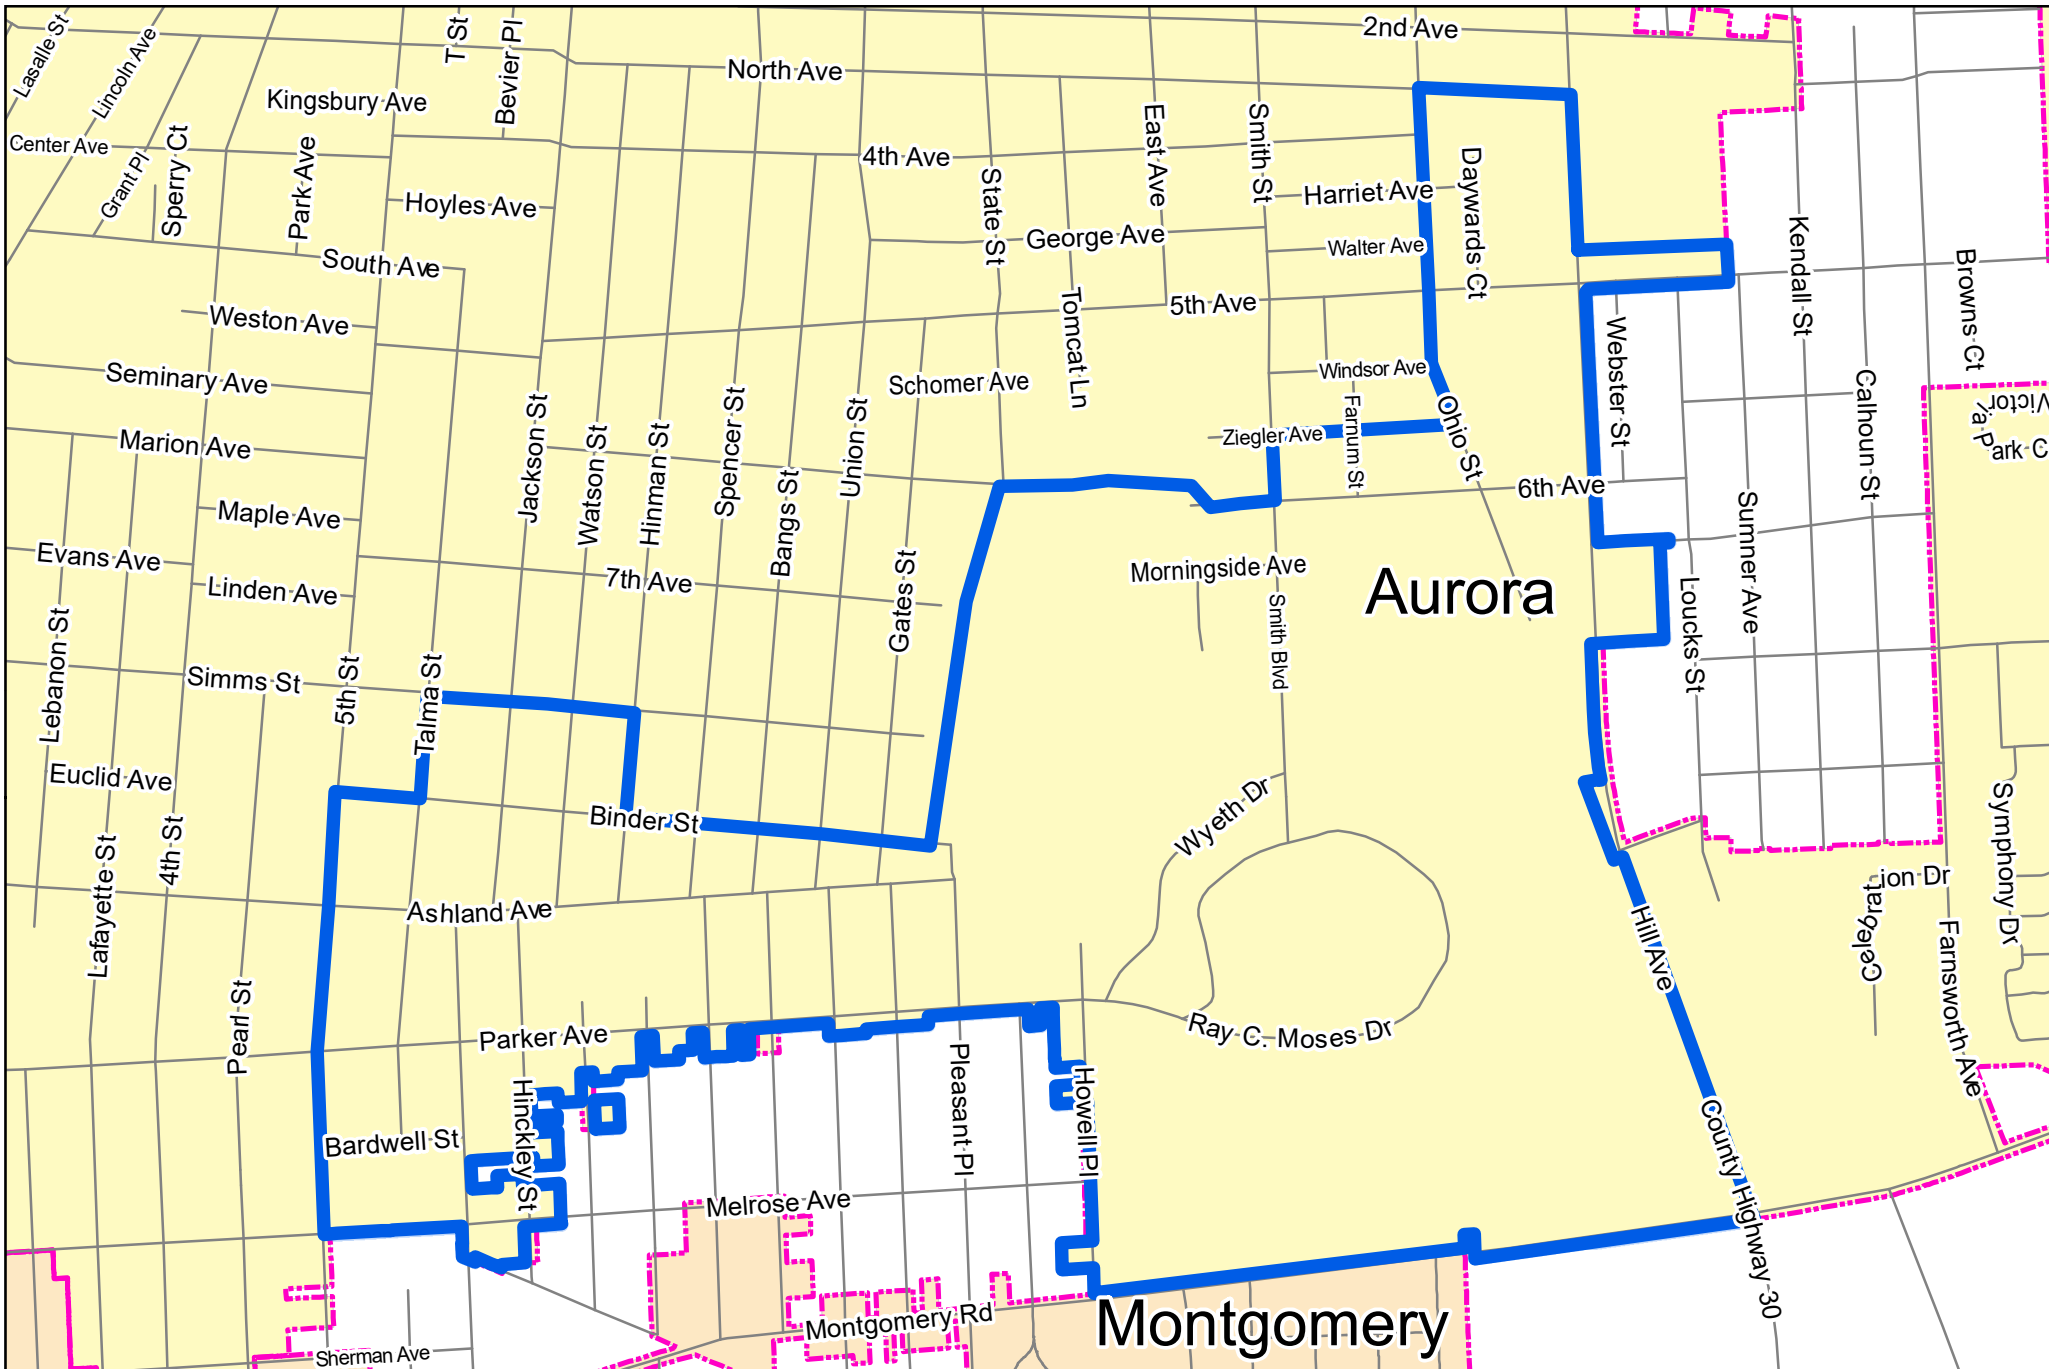 Lasalle St
Lincoln Ave
T St
Bevier Pl
2nd Ave
North Ave
Kingsbury Ave
Center Ave
Grant Pl
Sperry Ct
Park Ave
4th Ave
East Ave
Smith St
Daywards Ct
Hoyles Ave
State St
Harriet Ave
Kendall St
Browns Ct
South Ave
George Ave
Walter Ave
Weston Ave
Tomcat Ln
5th Ave
Webster St
Seminary Ave
Schomer Ave
Windsor Ave
Calhoun St
Victor
ia Park C
Jackson St
Watson St
Hinman St
Spencer St
Bangs St
Union St
Farnum St
Ohio St
Marion Ave
Ziegler Ave
Maple Ave
6th Ave
Sumner Ave
Evans Ave
Linden Ave
7th Ave
Gates St
Morningside Ave
Aurora
Smith Blvd
Loucks St
Lebanon St
Simms St
5th St
Talma St
Euclid Ave
Binder St
Wyeth Dr
Symphony Dr
Lafayette St
4th St
Ashland Ave
Celebrat
ion Dr
Hill Ave
Farnsworth Ave
Pearl St
Parker Ave
Ray C. Moses Dr
Pleasant Pl
Howell Pl
Hinckley St
Bardwell St
County Highway 30
Melrose Ave
Montgomery Rd
Montgomery
Sherman Ave